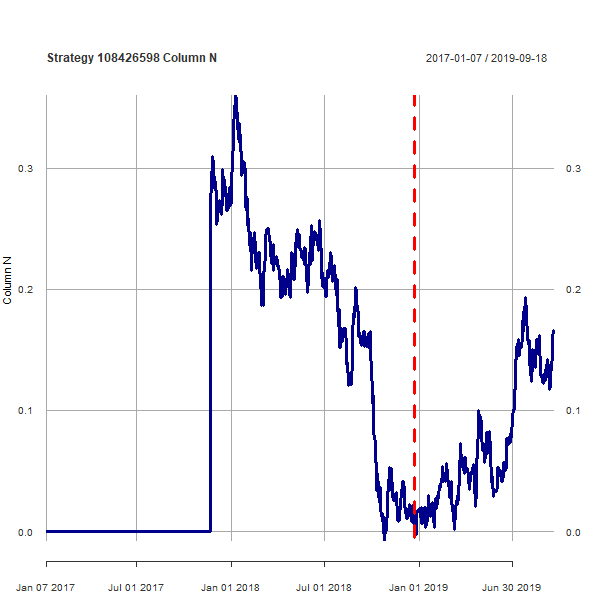 Strategy 108426598 Column N
2017-01-07 / 2019-09-18
0.3
0.3
0.2
0.2
Column N
0.1
0.1
0.0
0.0
Jan 07 2017
Jul 01 2017
Jan 01 2018
Jul 01 2018
Jan 01 2019
Jun 30 2019